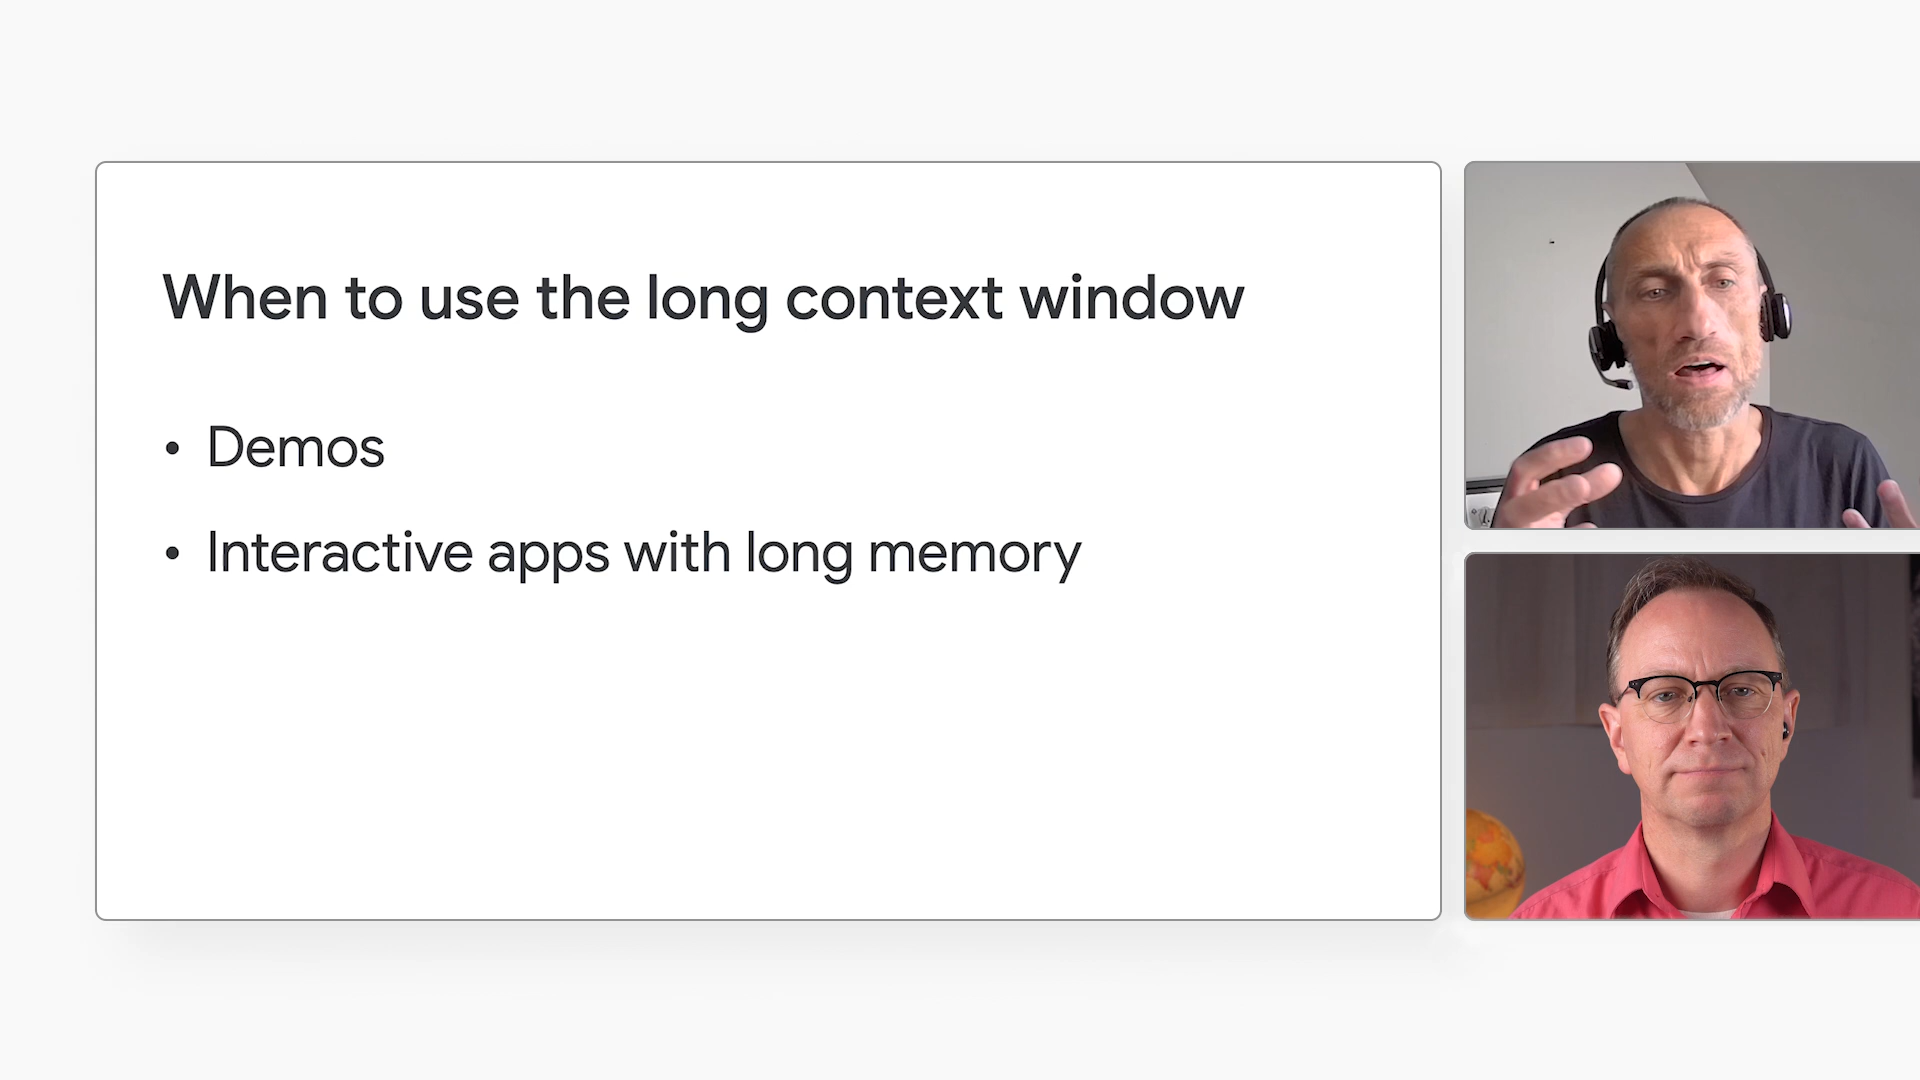 When to use the long context window
• Demos
• Interactive apps with long memory